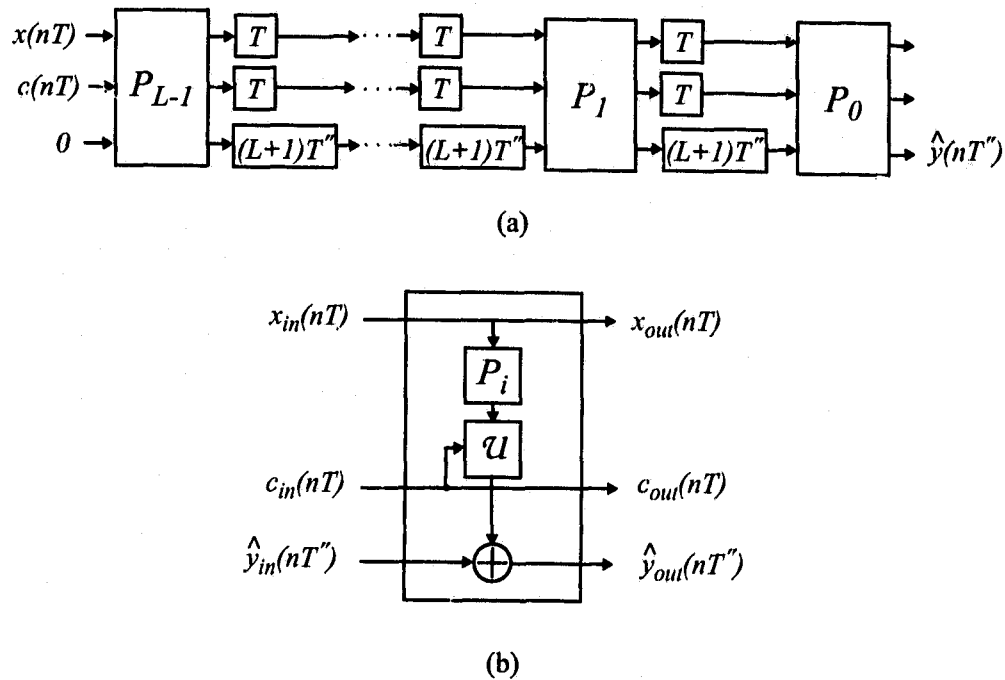 x(nT) T T T
c(nT) P_{L-1} T T P_1 T P_0
0 (L+1)T" (L+1)T" (L+1)T" ŷ(nT")
(a)
x_{in}(nT) x_{out}(nT)
P_i
𝒰
c_{in}(nT) c_{out}(nT)
ŷ_{in}(nT") ŷ_{out}(nT")
(b)